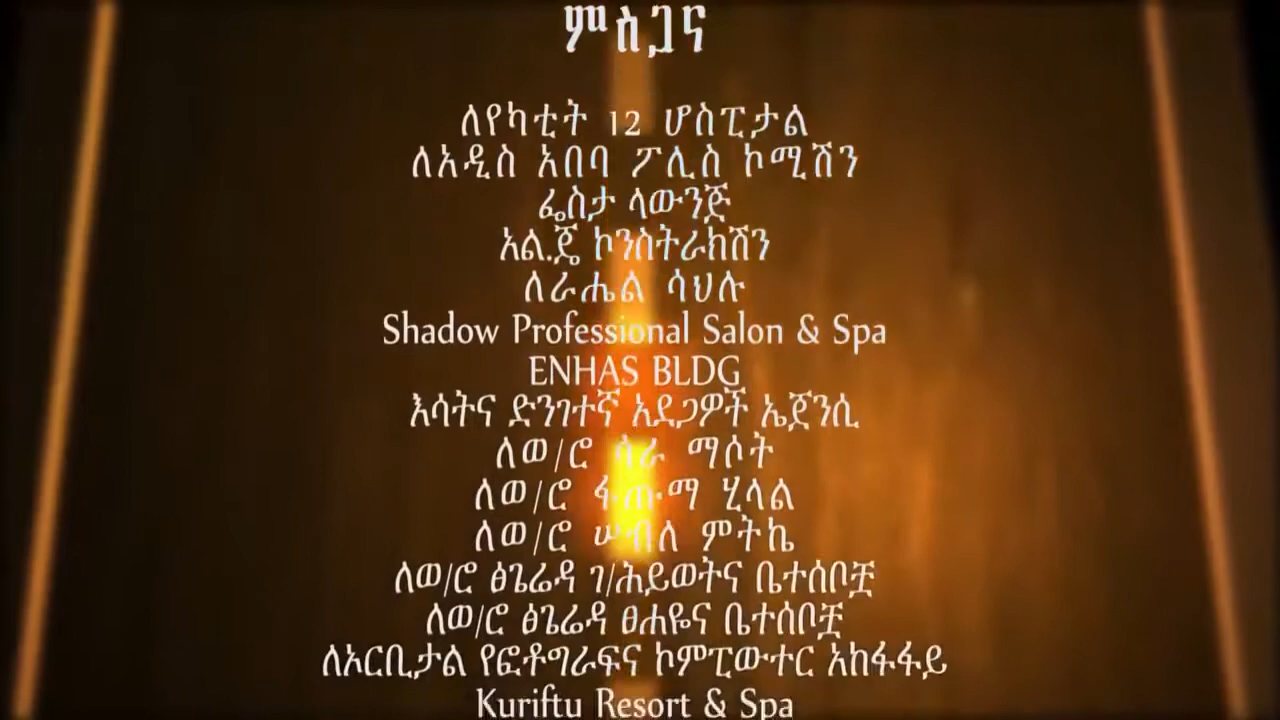 ምስጋና
ለየካቲት 12 ሆስፒታል
ለአዲስ አበባ ፖሊስ ኮሚሽን
ፌስታ ላውንጅ
አል.ጄ ኮንስትራክሽን
ለራሔል ሳህሉ
Shadow Professional Salon & Spa
ENHAS BLDG
እሳትና ድንገተኛ አደጋዎች ኤጀንሲ
ለወ/ሮ ሳራ ማሶት
ለወ/ሮ ፋጡማ ሂላል
ለወ/ሮ ሠብለ ምትኬ
ለወ/ሮ ፅጌሬዳ ገ/ሕይወትና ቤተሰቦቿ
ለወ/ሮ ፅጌሬዳ ፀሐዬና ቤተሰቦቿ
ለኦርቢታል የፎቶግራፍና ኮምፒውተር አከፋፋይ
Kuriftu Resort & Spa